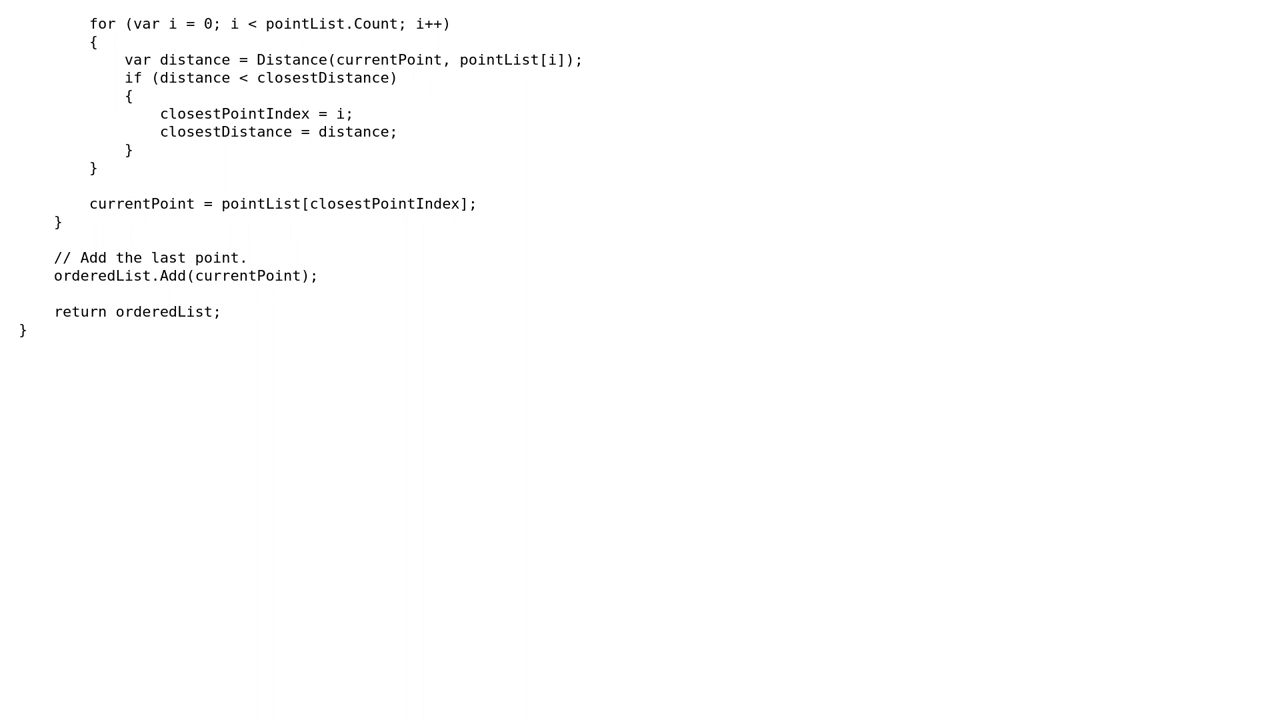 for (var i = 0; i < pointList.Count; i++)
{
var distance = Distance(currentPoint, pointList[i]);
if (distance < closestDistance)
{
closestPointIndex = i;
closestDistance = distance;
}
}
currentPoint = pointList[closestPointIndex];
}
// Add the last point.
orderedList.Add(currentPoint);
return orderedList;
}